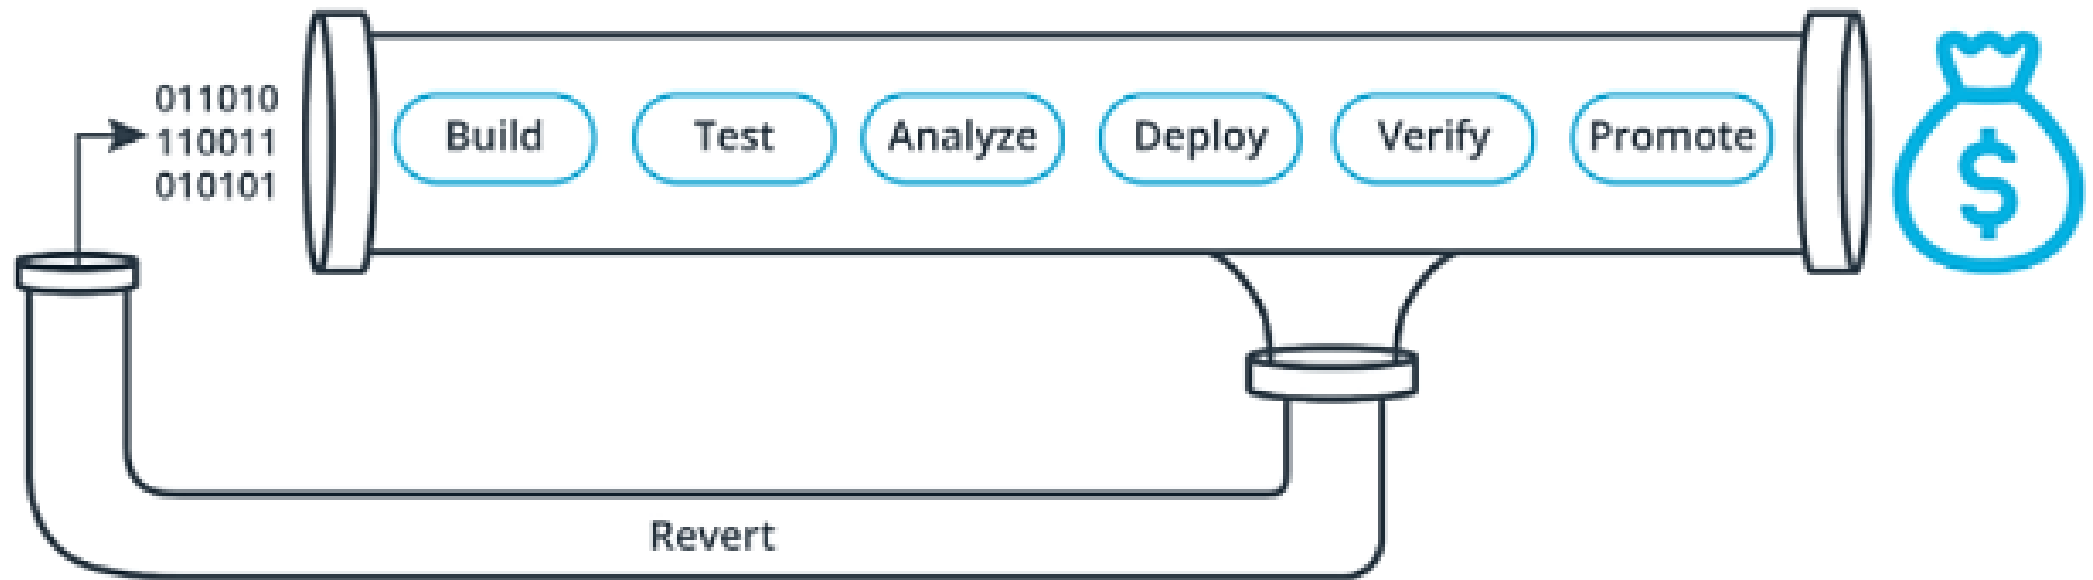 011010
110011
010101
Build
Test
Analyze
Deploy
Verify
Promote
$
Revert